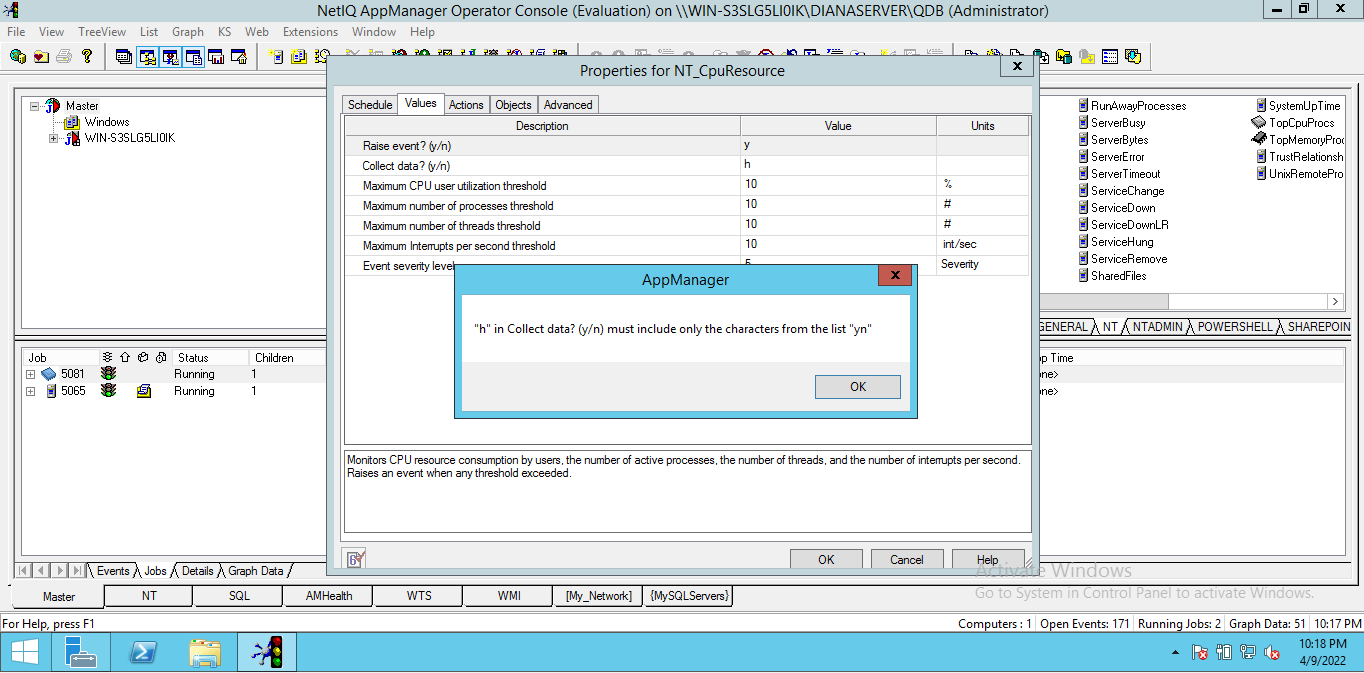 NetIQ AppManager Operator Console (Evaluation) on \\WIN-S3SLG5LI0IK\DIANASERVER\QDB (Administrator)
File View TreeView List Graph KS Web Extensions Window Help
Properties for NT_CpuResource
Schedule Values Actions Objects Advanced
Description Value Units
Raise event? (y/n) y
Collect data? (y/n) h
Maximum CPU user utilization threshold 10 %
Maximum number of processes threshold 10 #
Maximum number of threads threshold 10 #
Maximum Interrupts per second threshold 10 int/sec
Event severity level 5 Severity
Master
Windows
WIN-S3SLG5LI0IK
RunAwayProcesses SystemUpTime
ServerBusy TopCpuProcs
ServerBytes TopMemoryProc
ServerError TrustRelationsh
ServerTimeout UnixRemotePro
ServiceChange
ServiceDown
ServiceDownLR
ServiceHung
ServiceRemove
SharedFiles
GENERAL NT NTADMIN POWERSHELL SHAREPOIN
AppManager
"h" in Collect data? (y/n) must include only the characters from the list "yn"
OK
Job Status Children
5081 Running 1
5065 Running 1
op Time
one>
one>
Monitors CPU resource consumption by users, the number of active processes, the number of threads, and the number of interrupts per second.
Raises an event when any threshold exceeded.
OK Cancel Help
Events Jobs Details Graph Data
Activate Windows
Go to System in Control Panel to activate Windows.
Master NT SQL AMHealth WTS WMI [My_Network] {MySQLServers}
For Help, press F1 Computers : 1 Open Events: 171 Running Jobs: 2 Graph Data: 51 10:17 PM
10:18 PM
4/9/2022